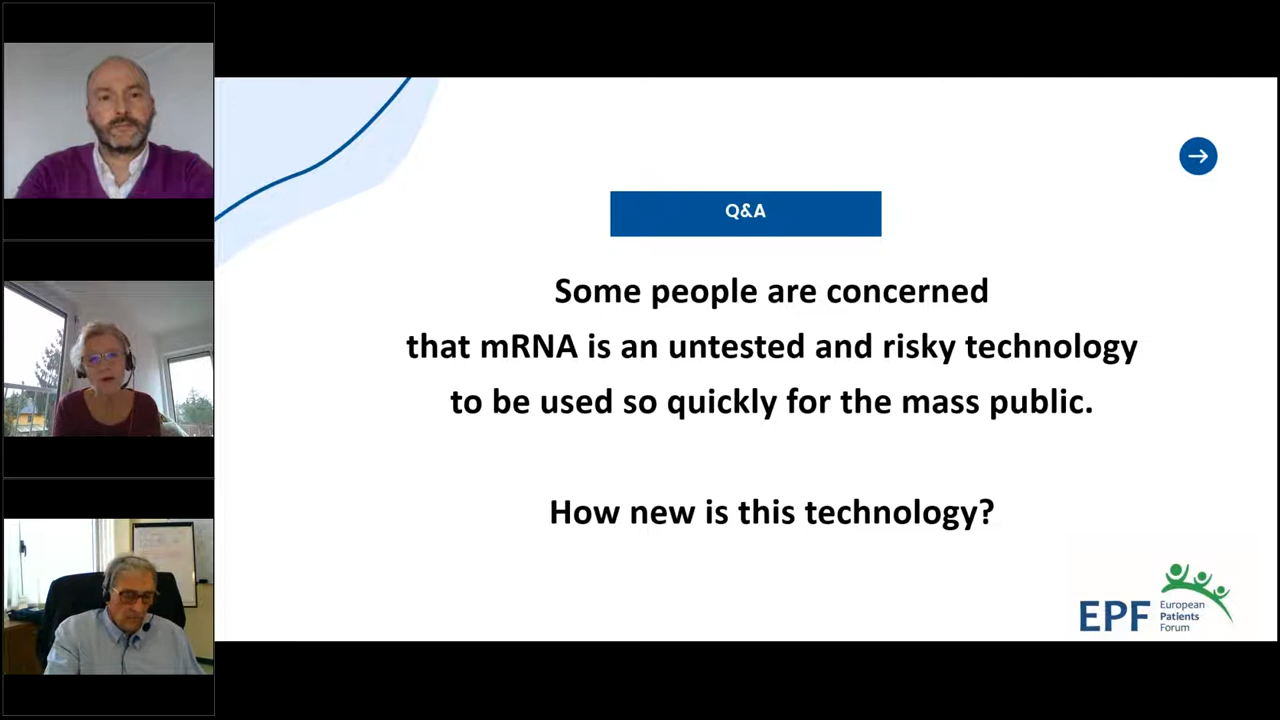 Q&A
Some people are concerned
that mRNA is an untested and risky technology
to be used so quickly for the mass public.
How new is this technology?
EPF
European
Patients
Forum